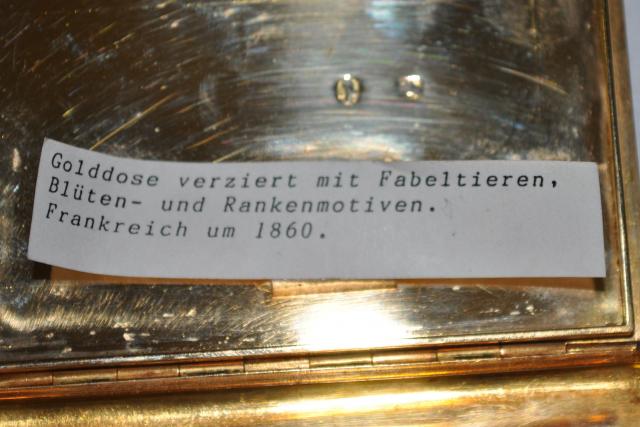 Golddose verziert mit Fabeltieren,
Blüten- und Rankenmotiven.
Frankreich um 1860.